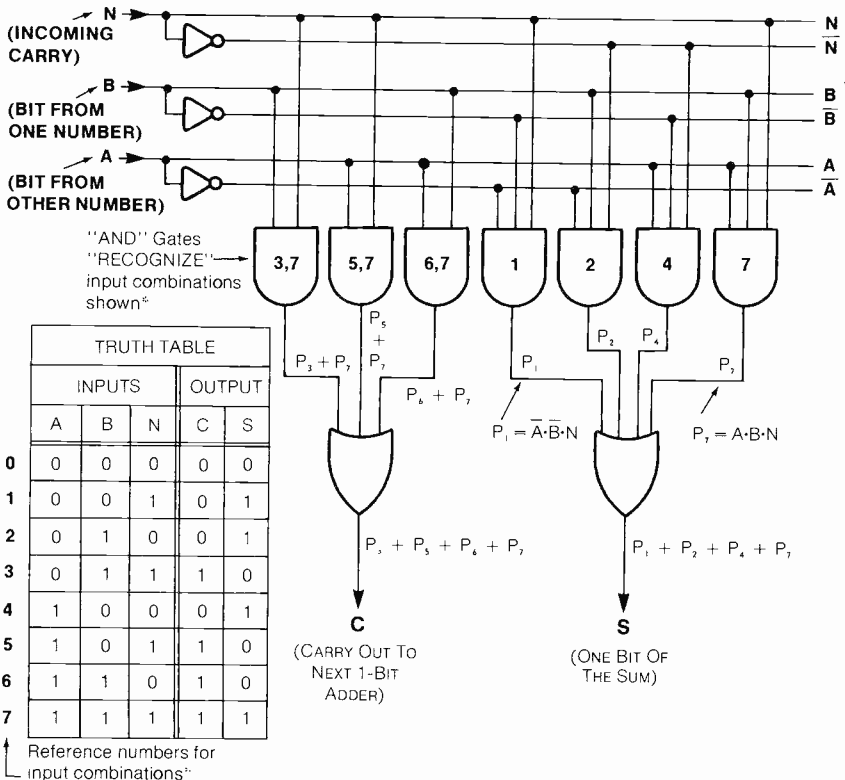 N
(INCOMING
CARRY)
N
N̅
B
(BIT FROM
ONE NUMBER)
B
B̅
A
(BIT FROM
OTHER NUMBER)
A
A̅
"AND" Gates
"RECOGNIZE"
input combinations
shown*
3,7
5,7
6,7
1
2
4
7
P₃ + P₇
P₅
+
P₇
P₆ + P₇
P₁
P₂
P₄
P₇
P₁ = A̅·B̅·N
P₇ = A·B·N
P₃ + P₅ + P₆ + P₇
P₁ + P₂ + P₄ + P₇
C
(CARRY OUT TO
NEXT 1-BIT
ADDER)
S
(ONE BIT OF
THE SUM)
TRUTH TABLE
INPUTS OUTPUT
A B N C S
0 0 0 0 0 0
1 0 0 1 0 1
2 0 1 0 0 1
3 0 1 1 1 0
4 1 0 0 0 1
5 1 0 1 1 0
6 1 1 0 1 0
7 1 1 1 1 1
Reference numbers for
input combinations*